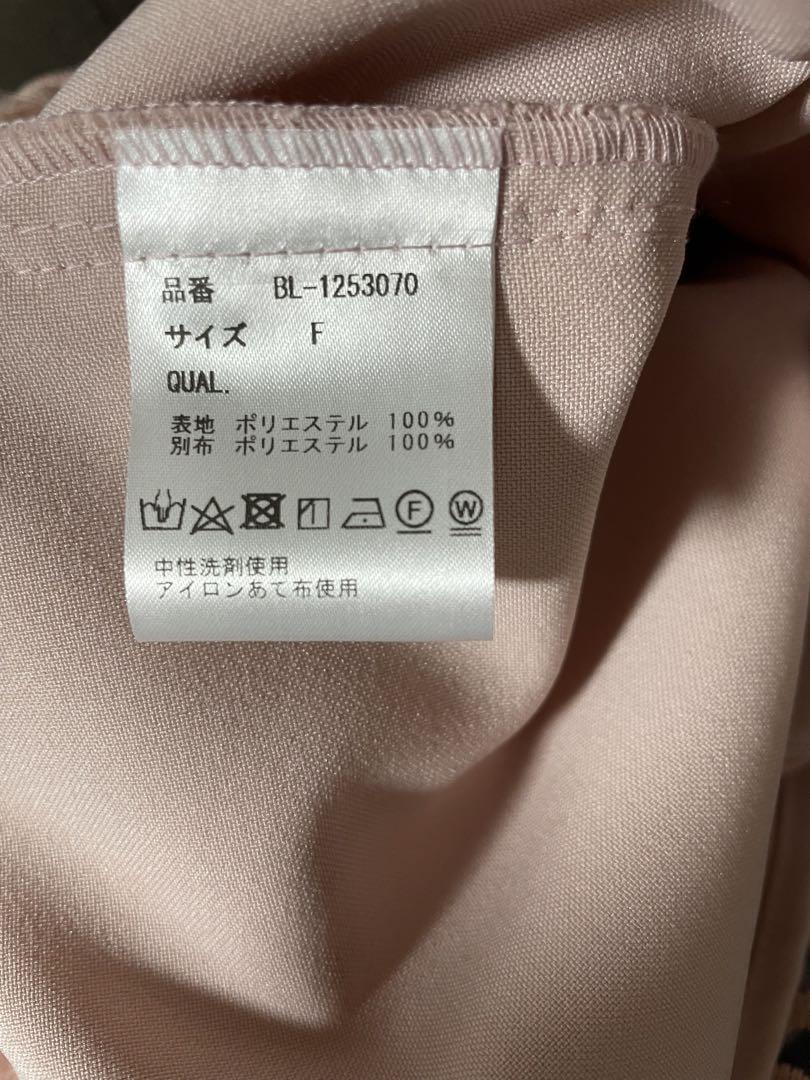 品番 BL-1253070
サイズ F
QUAL.
表地 ポリエステル 100%
別布 ポリエステル 100%
F W
中性洗剤使用
アイロンあて布使用